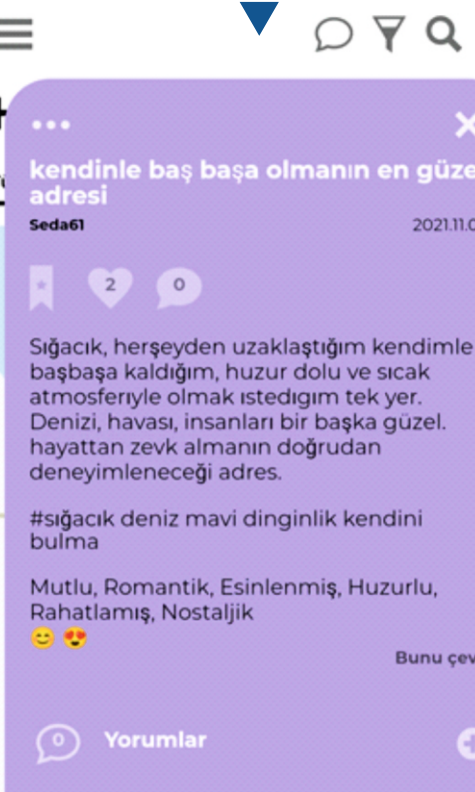 kendinle baş başa olmanın en güze
adresi
Seda61
2021.11.0
2
0
Sığacık, herşeyden uzaklaştığım kendimle
başbaşa kaldığım, huzur dolu ve sıcak
atmosferıyle olmak ıstedıgım tek yer.
Denizi, havası, insanları bir başka güzel.
hayattan zevk almanın doğrudan
deneyimleneceği adres.
#sığacık deniz mavi dinginlik kendini
bulma
Mutlu, Romantik, Esinlenmiş, Huzurlu,
Rahatlamış, Nostaljik
😊 😍
Bunu çev
0
Yorumlar